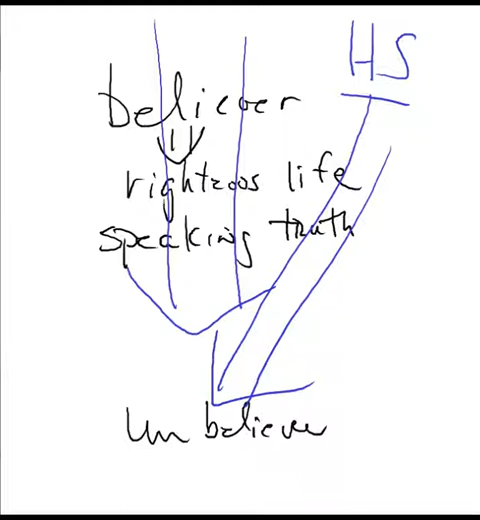 HS
believer
righteous life
speaking truth
unbeliever